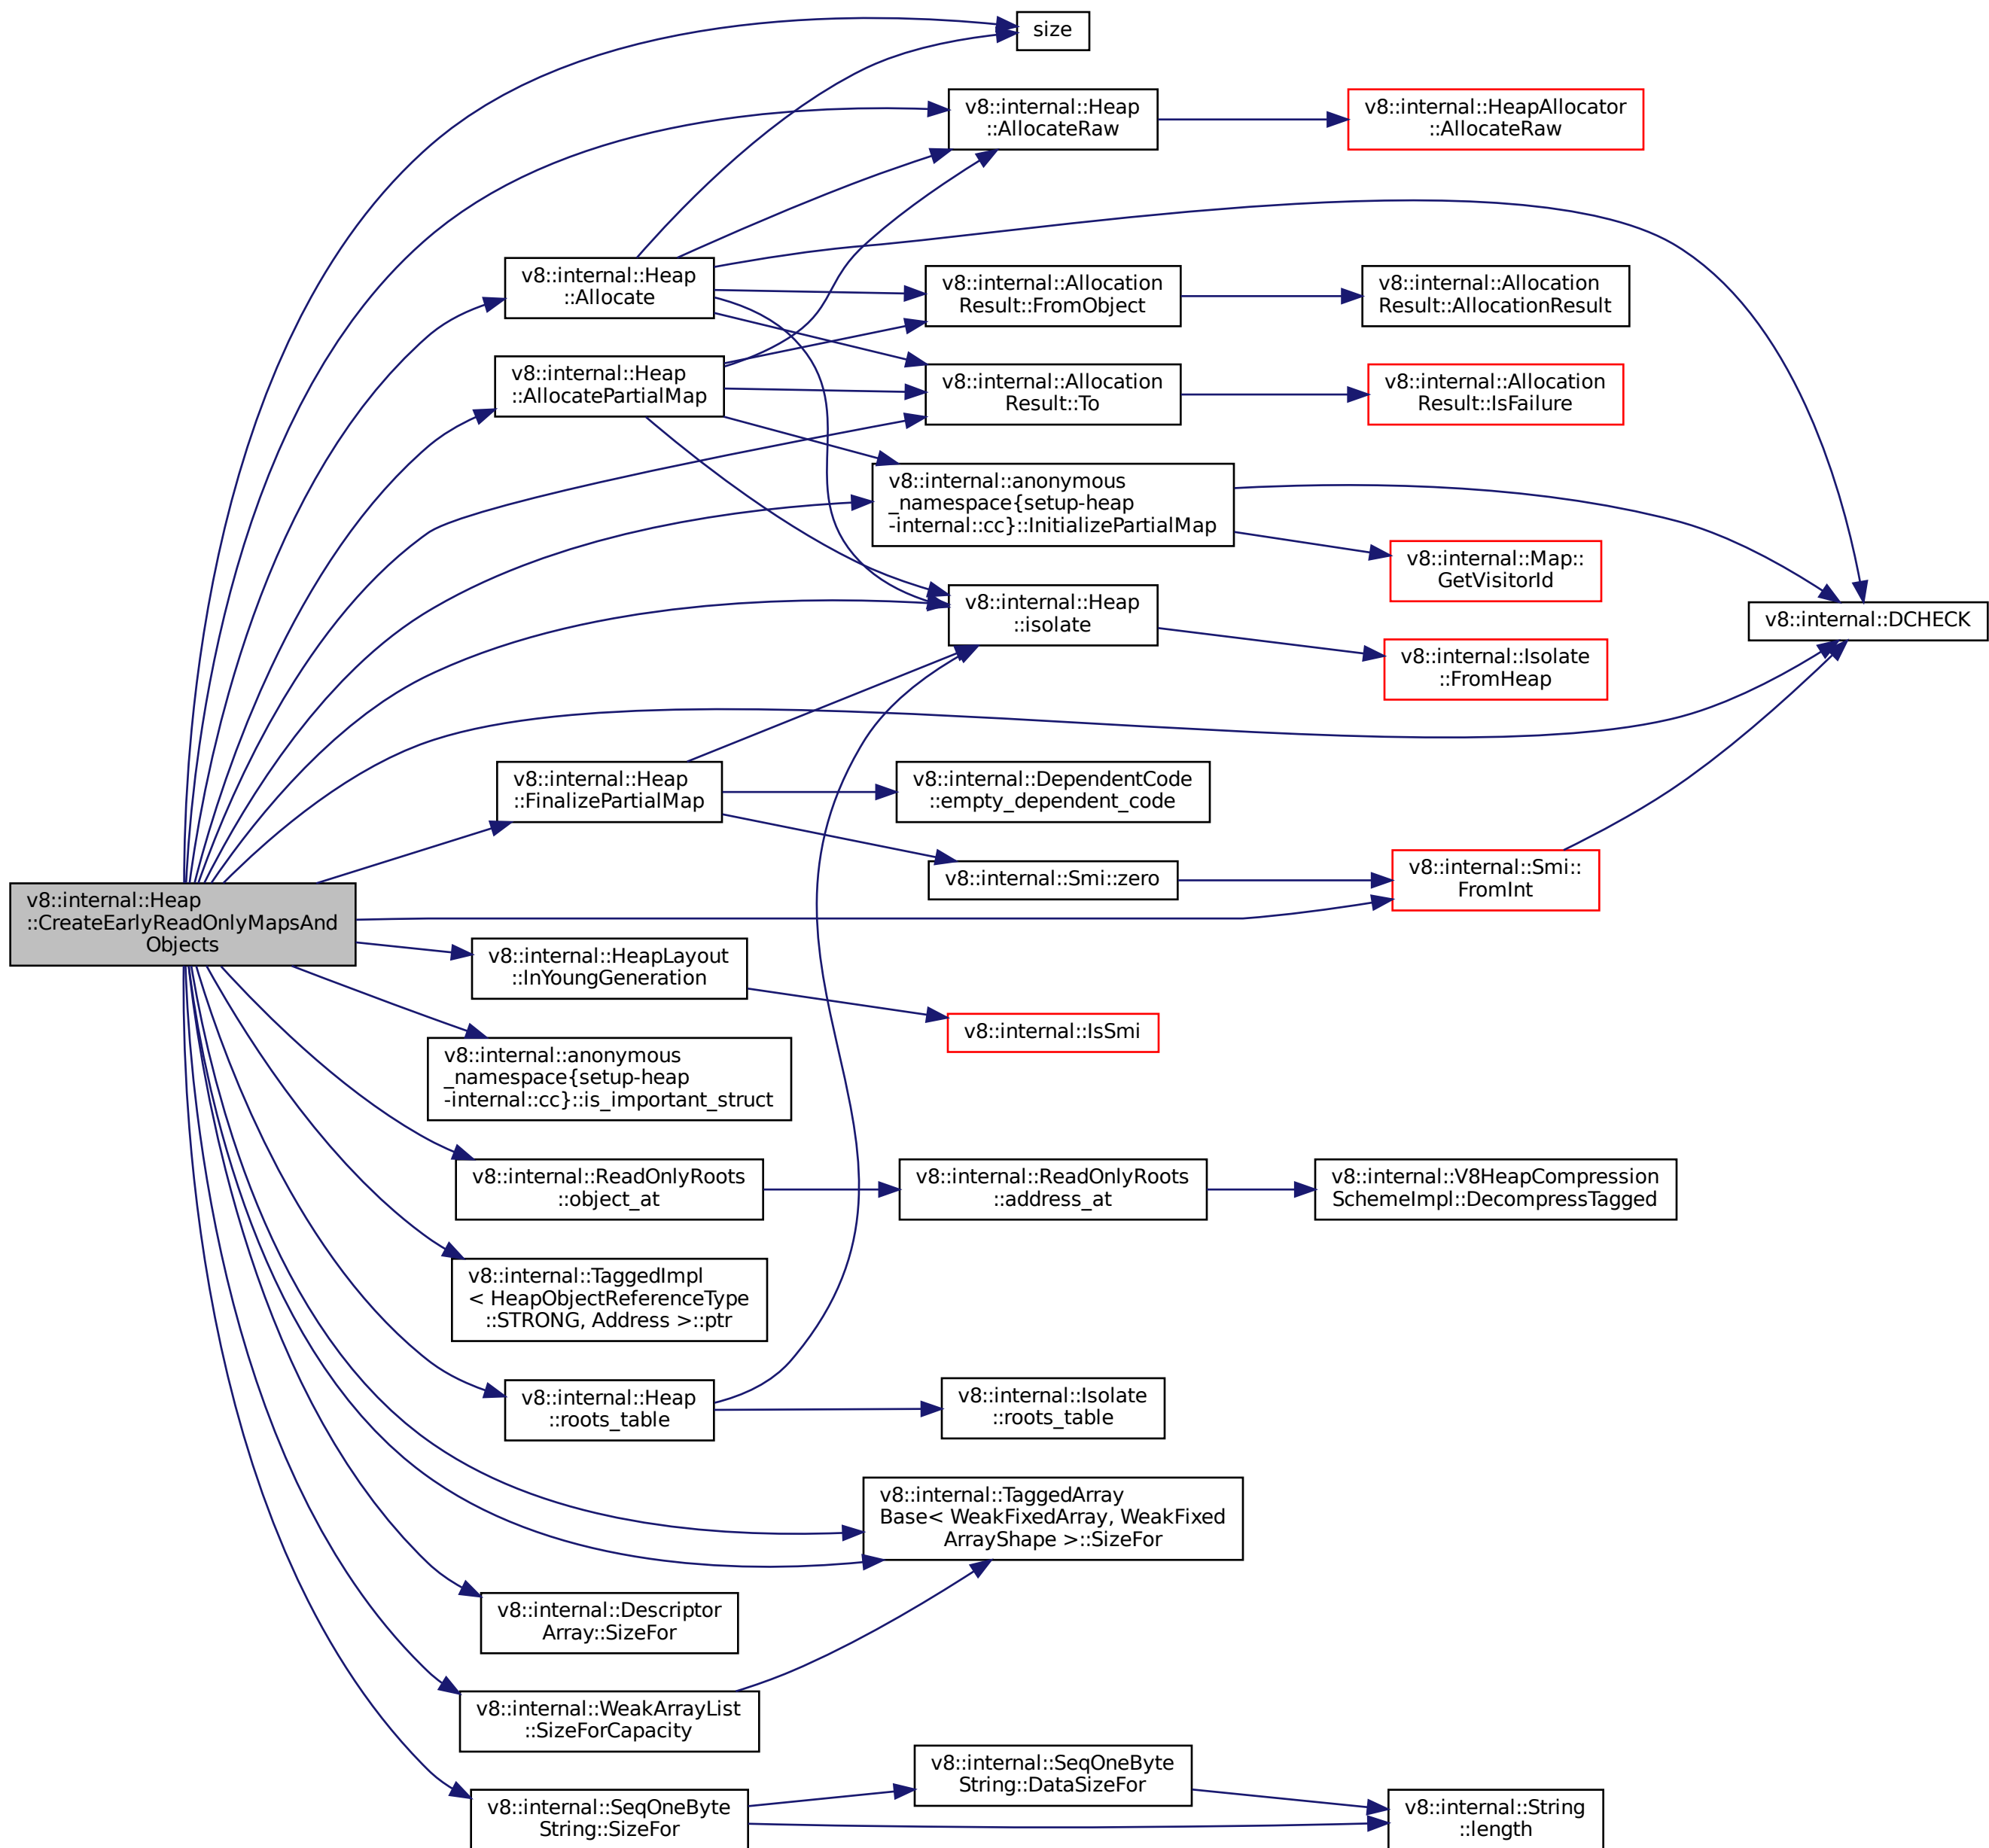 size
v8::internal::Heap
::AllocateRaw
v8::internal::HeapAllocator
::AllocateRaw
v8::internal::Heap
::Allocate
v8::internal::Allocation
Result::FromObject
v8::internal::Allocation
Result::AllocationResult
v8::internal::Heap
::AllocatePartialMap
v8::internal::Allocation
Result::To
v8::internal::Allocation
Result::IsFailure
v8::internal::anonymous
_namespace{setup-heap
-internal::cc}::InitializePartialMap
v8::internal::Map::
GetVisitorId
v8::internal::Heap
::isolate
v8::internal::DCHECK
v8::internal::Isolate
::FromHeap
v8::internal::Heap
::FinalizePartialMap
v8::internal::DependentCode
::empty_dependent_code
v8::internal::Smi::zero
v8::internal::Smi::
FromInt
v8::internal::Heap
::CreateEarlyReadOnlyMapsAnd
Objects
v8::internal::HeapLayout
::InYoungGeneration
v8::internal::IsSmi
v8::internal::anonymous
_namespace{setup-heap
-internal::cc}::is_important_struct
v8::internal::ReadOnlyRoots
::object_at
v8::internal::ReadOnlyRoots
::address_at
v8::internal::V8HeapCompression
SchemeImpl::DecompressTagged
v8::internal::TaggedImpl
< HeapObjectReferenceType
::STRONG, Address >::ptr
v8::internal::Heap
::roots_table
v8::internal::Isolate
::roots_table
v8::internal::TaggedArray
Base< WeakFixedArray, WeakFixed
ArrayShape >::SizeFor
v8::internal::Descriptor
Array::SizeFor
v8::internal::WeakArrayList
::SizeForCapacity
v8::internal::SeqOneByte
String::DataSizeFor
v8::internal::SeqOneByte
String::SizeFor
v8::internal::String
::length